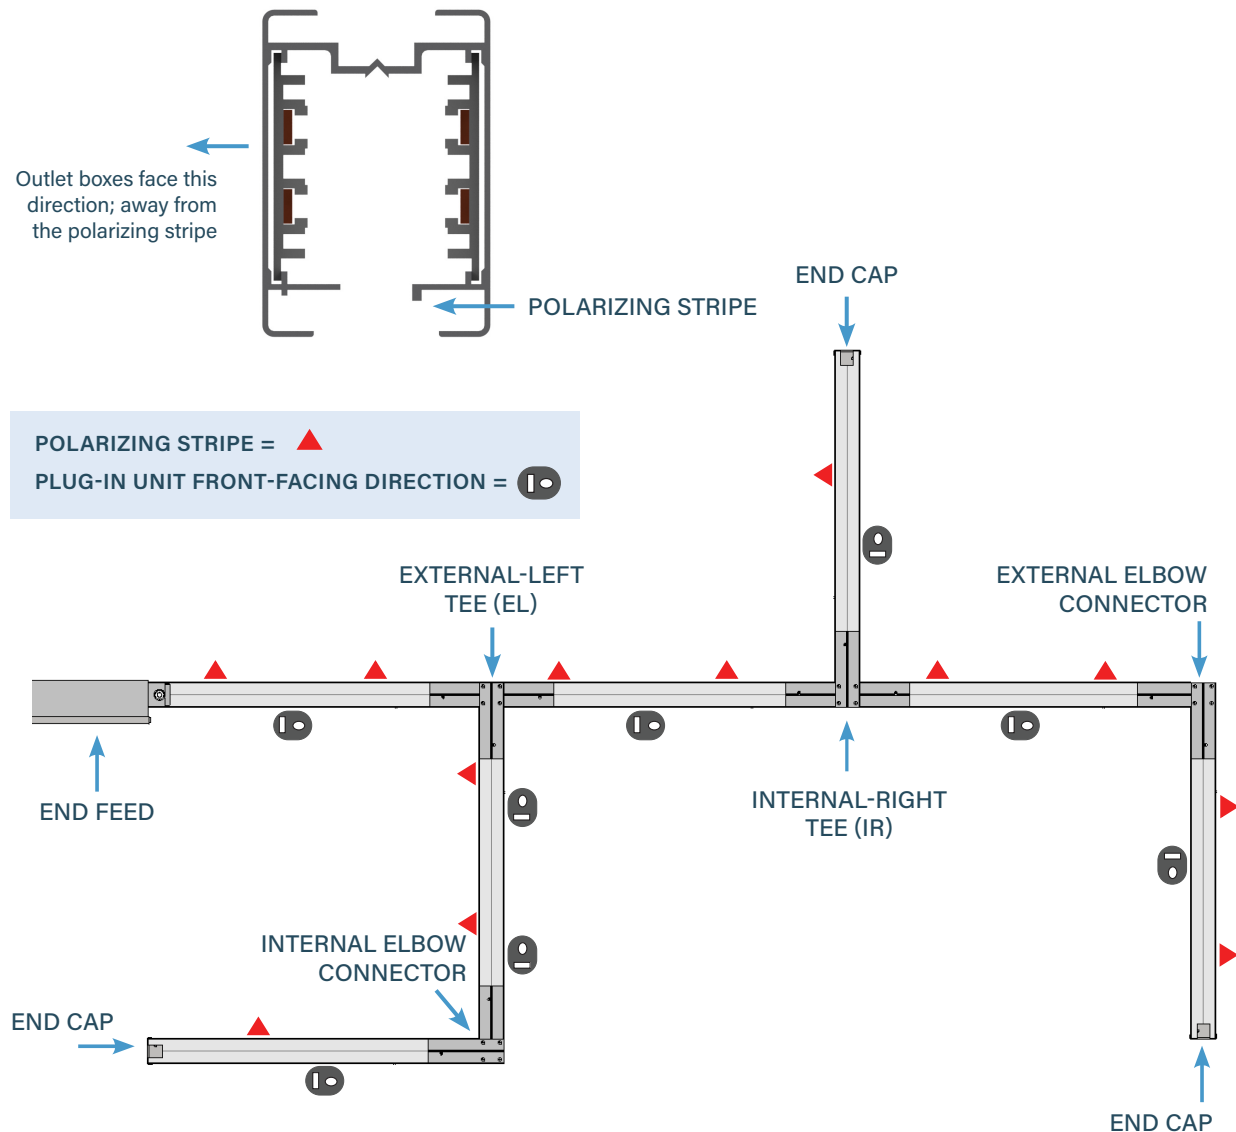 Outlet boxes face this
direction; away from
the polarizing stripe
POLARIZING STRIPE
END CAP
POLARIZING STRIPE =
PLUG-IN UNIT FRONT-FACING DIRECTION =
EXTERNAL-LEFT
TEE (EL)
EXTERNAL ELBOW
CONNECTOR
END FEED
INTERNAL-RIGHT
TEE (IR)
INTERNAL ELBOW
CONNECTOR
END CAP
END CAP